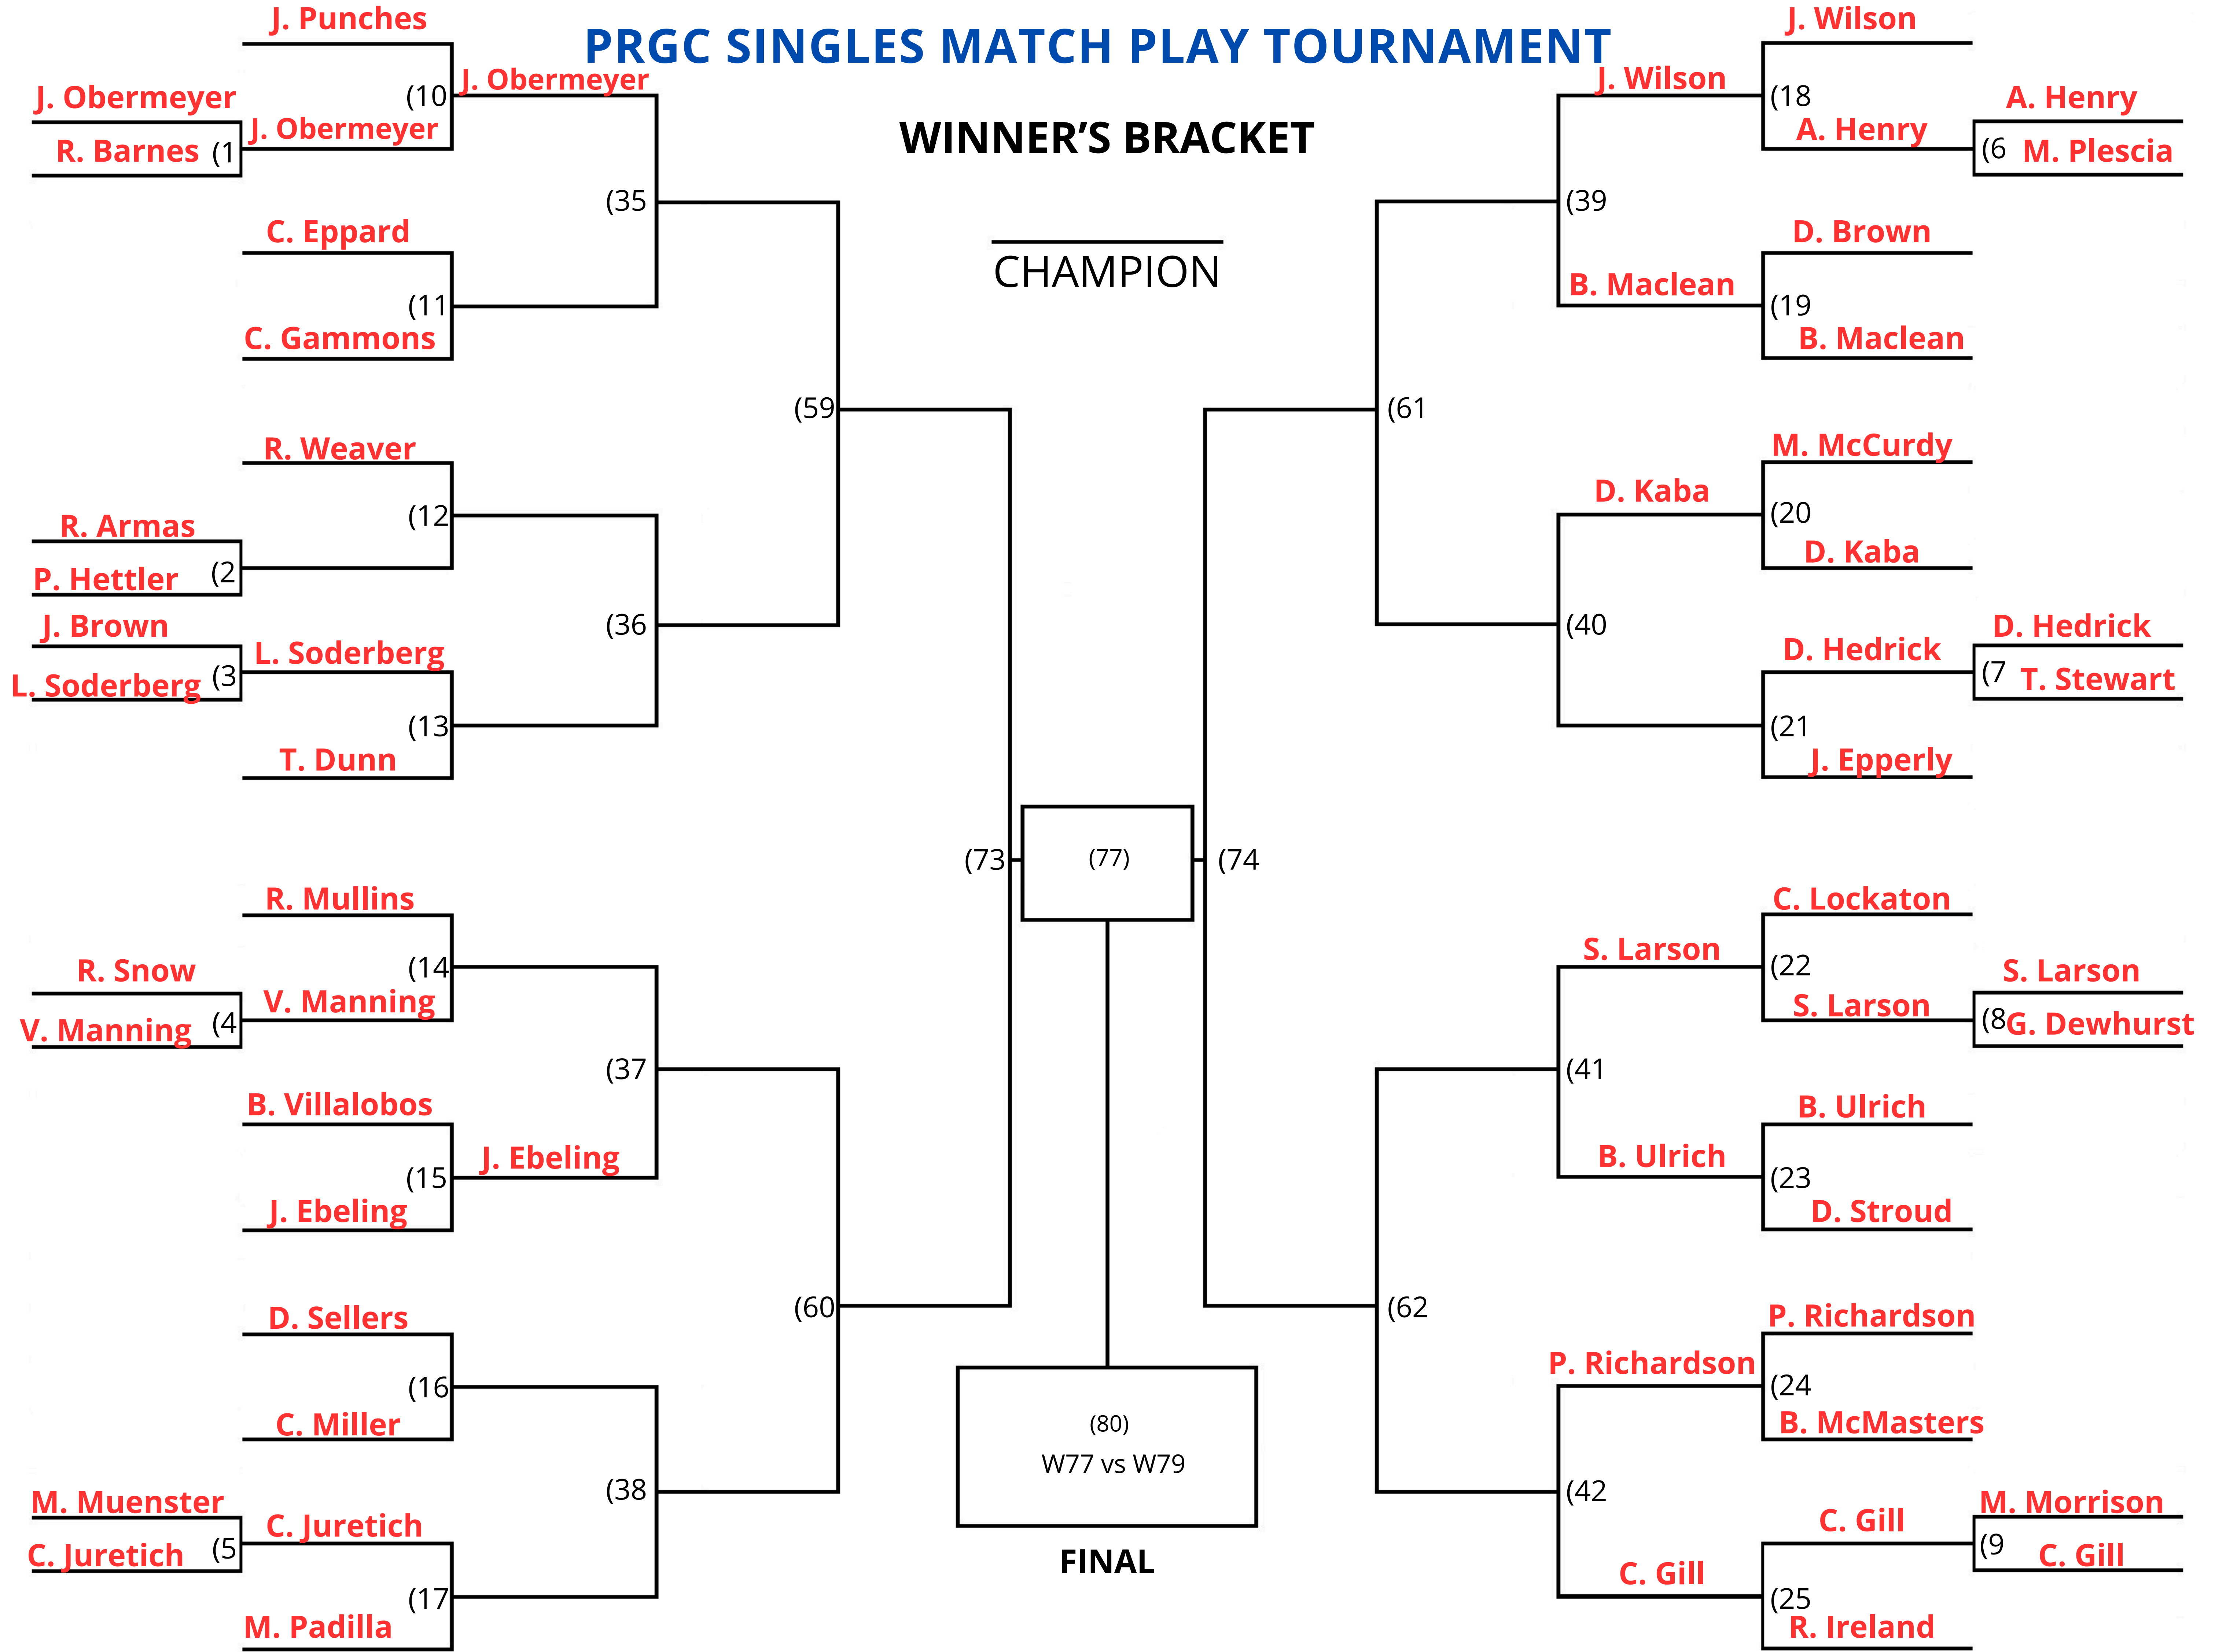 PRGC SINGLES MATCH PLAY TOURNAMENT
WINNER'S BRACKET
CHAMPION
J. Punches
J. Obermeyer
R. Barnes
(1
J. Obermeyer
(10
J. Obermeyer
C. Eppard
(11
C. Gammons
(35
R. Weaver
(12
R. Armas
P. Hettler
(2
J. Brown
L. Soderberg
(3
L. Soderberg
(13
T. Dunn
(36
(59
R. Mullins
(14
R. Snow
V. Manning
(4
V. Manning
B. Villalobos
(15
J. Ebeling
J. Ebeling
(37
D. Sellers
(16
C. Miller
M. Muenster
C. Juretich
(5
C. Juretich
(17
M. Padilla
(38
(60
(73
(77)
(74
(80)
W77 vs W79
FINAL
J. Wilson
J. Wilson
(18
A. Henry
A. Henry
(6
M. Plescia
(39
D. Brown
B. Maclean
(19
B. Maclean
(61
M. McCurdy
D. Kaba
(20
D. Kaba
(40
D. Hedrick
D. Hedrick
(7
T. Stewart
(21
J. Epperly
C. Lockaton
S. Larson
(22
S. Larson
S. Larson
(8
G. Dewhurst
(41
B. Ulrich
B. Ulrich
(23
D. Stroud
(62
P. Richardson
P. Richardson
(24
B. McMasters
(42
M. Morrison
C. Gill
(9
C. Gill
C. Gill
(25
R. Ireland